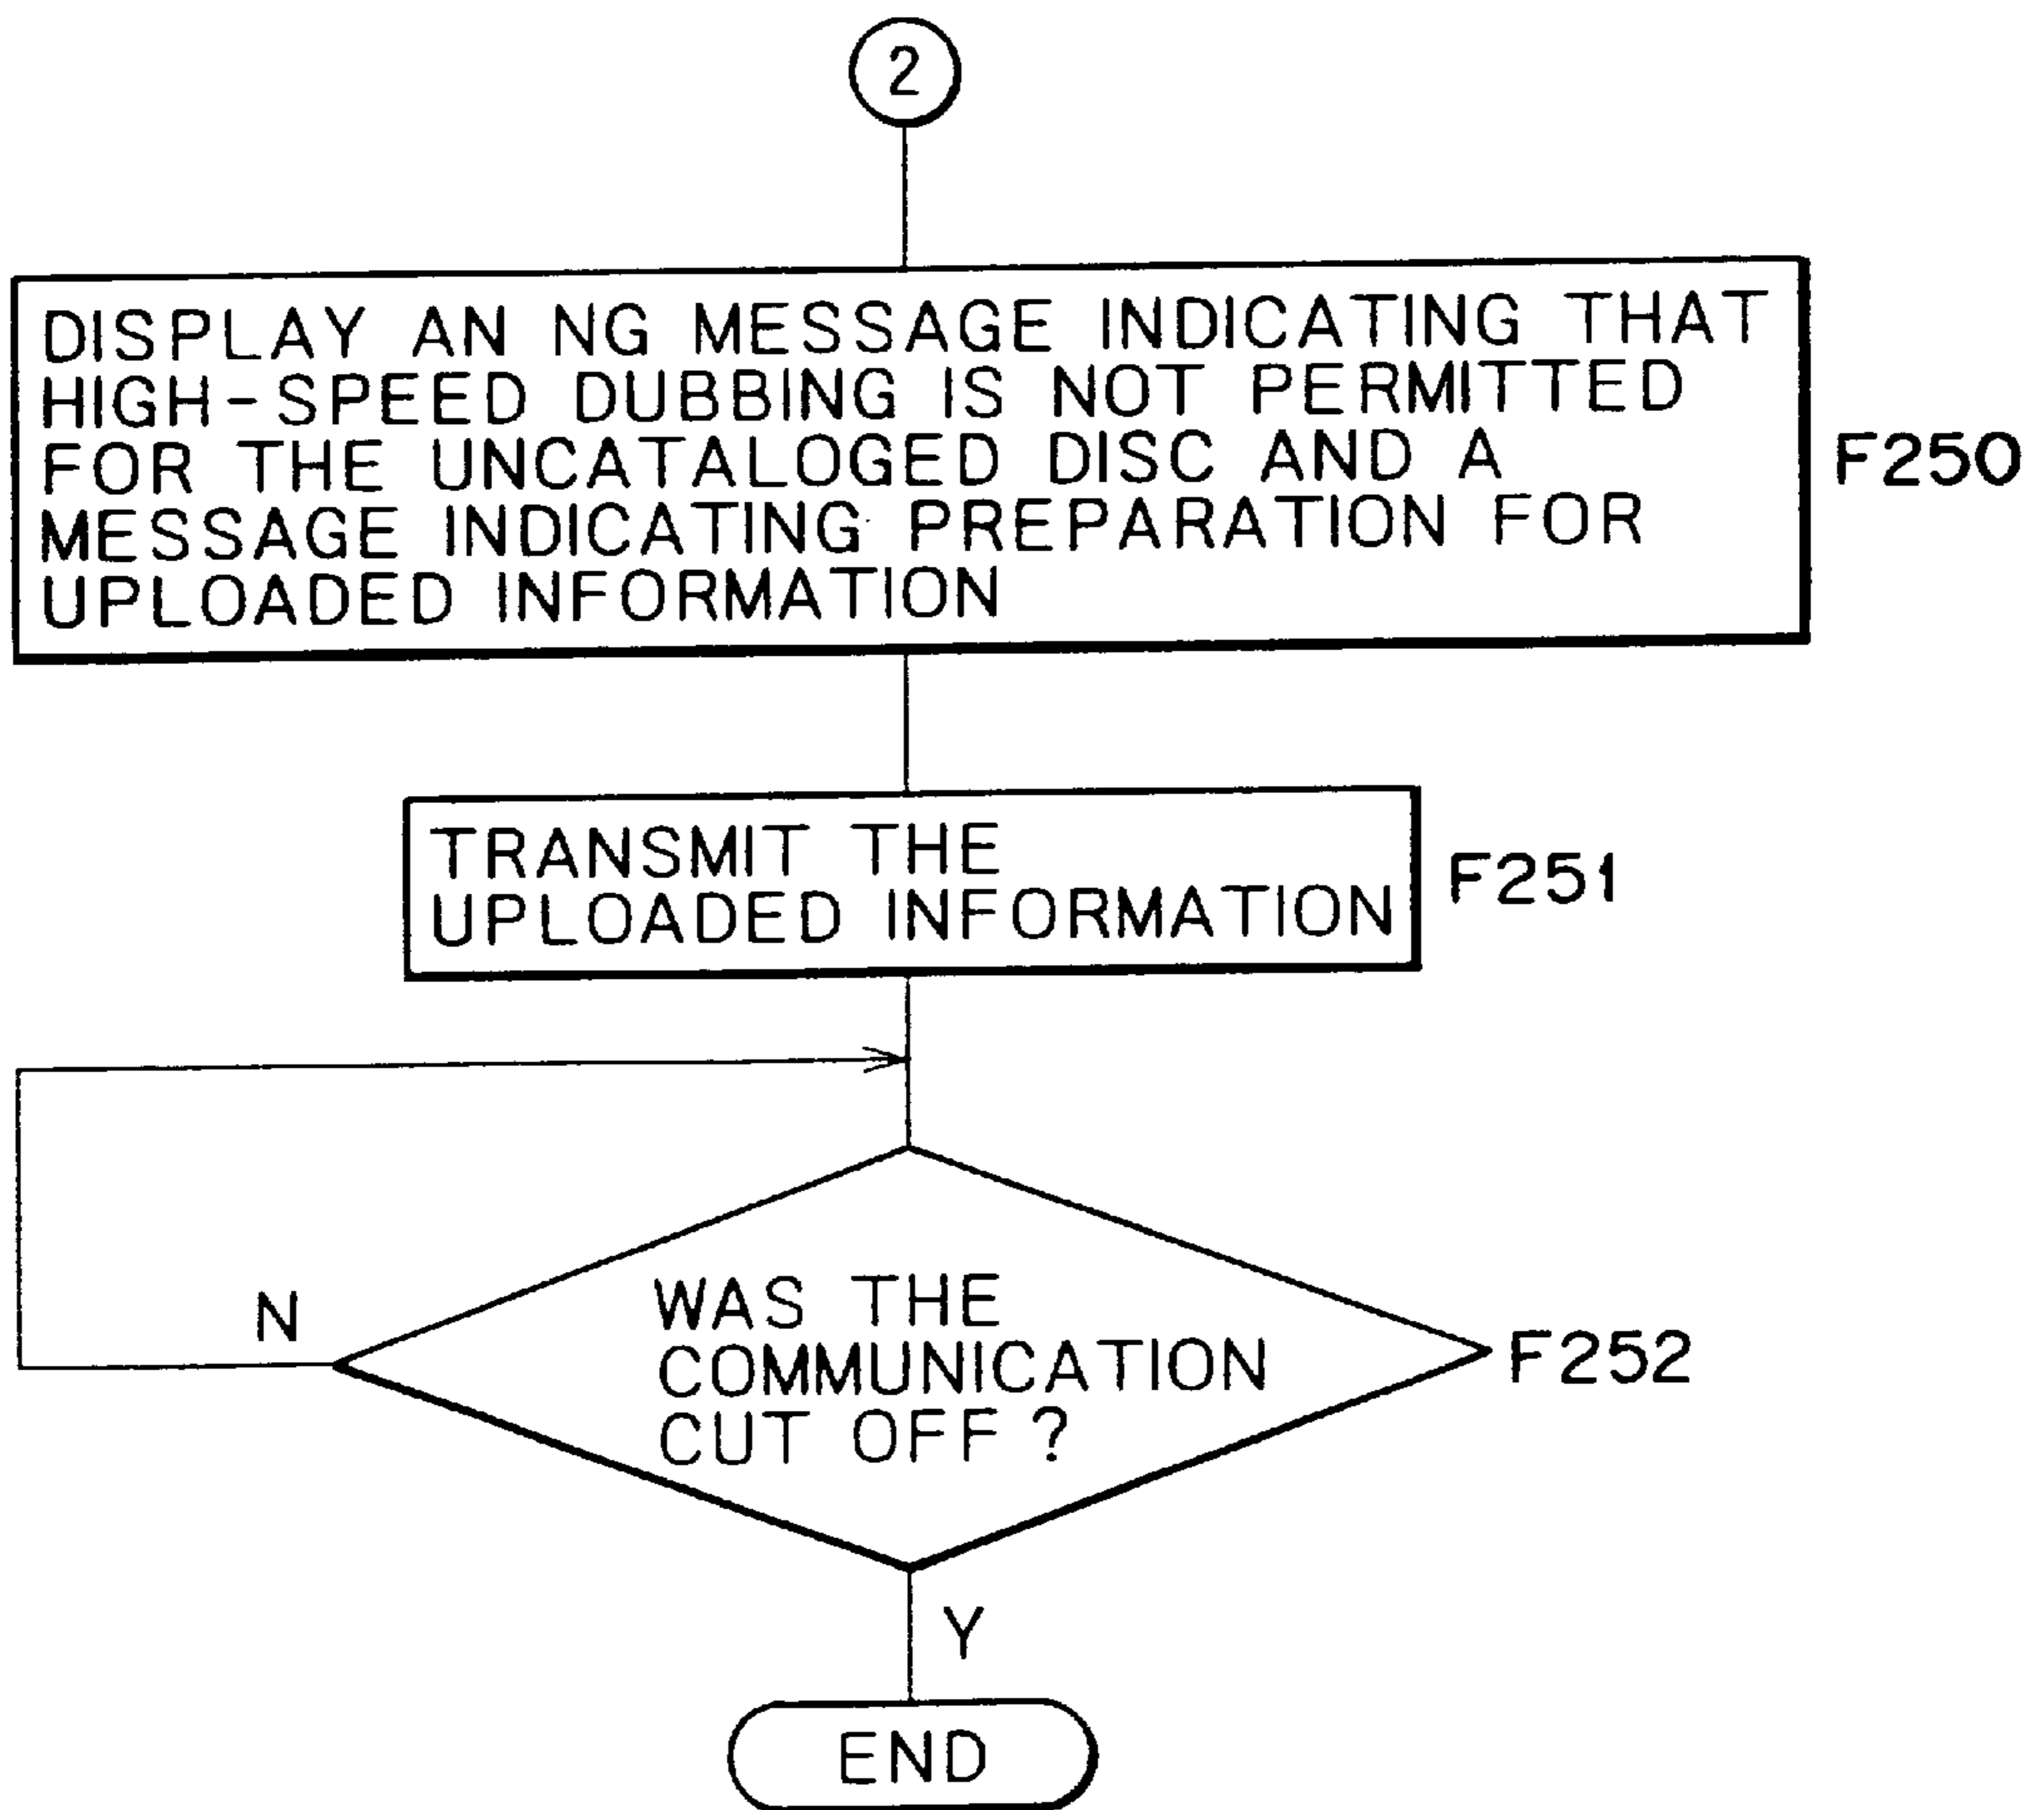 2
DISPLAY AN NG MESSAGE INDICATING THAT
HIGH-SPEED DUBBING IS NOT PERMITTED
FOR THE UNCATALOGED DISC AND A
MESSAGE INDICATING PREPARATION FOR
UPLOADED INFORMATION
F250
TRANSMIT THE
UPLOADED INFORMATION
F251
N
WAS THE
COMMUNICATION
CUT OFF ?
F252
Y
END